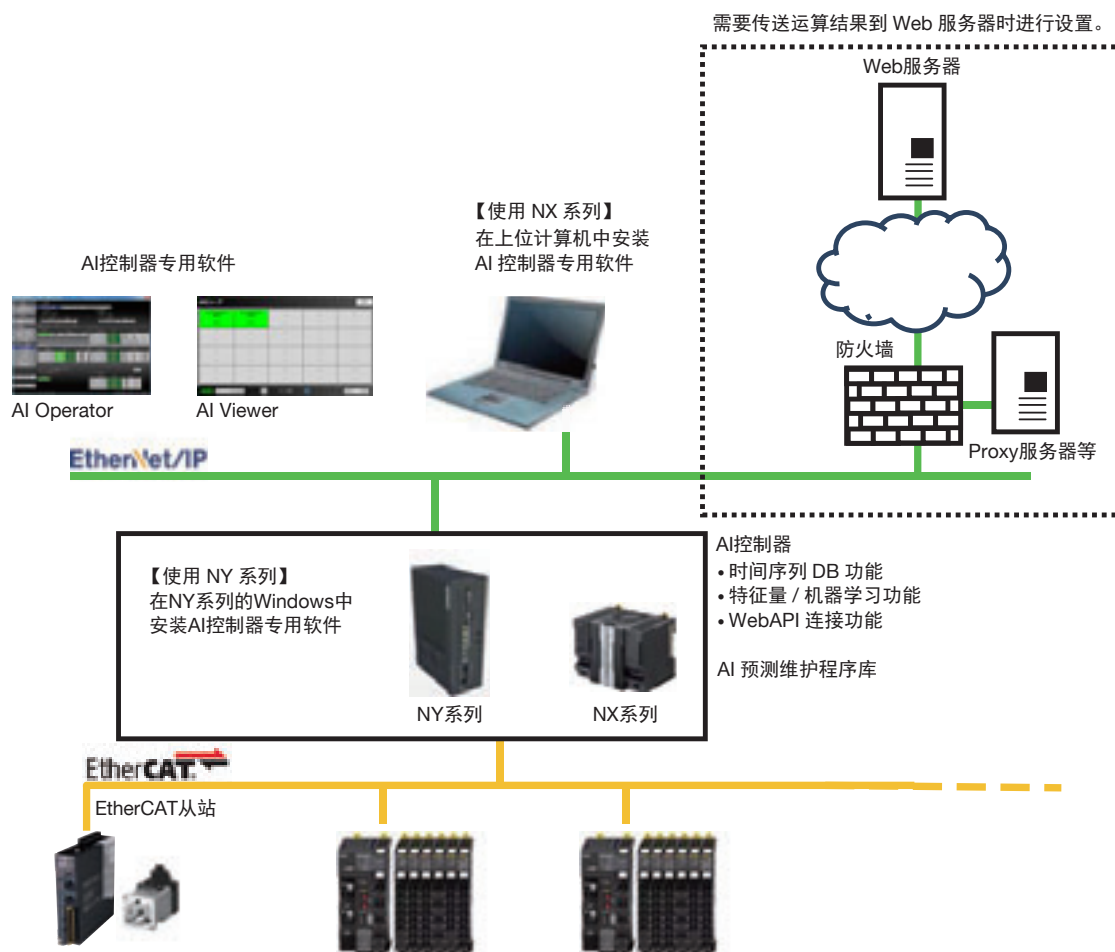 需要传送运算结果到 Web 服务器时进行设置。
Web服务器
【使用 NX 系列】
在上位计算机中安装
AI 控制器专用软件
AI控制器专用软件
防火墙
AI Operator
AI Viewer
Proxy服务器等
EtherNet/IP
AI控制器
• 时间序列 DB 功能
• 特征量 / 机器学习功能
• WebAPI 连接功能
AI 预测维护程序库
【使用 NY 系列】
在NY系列的Windows中
安装AI控制器专用软件
NY系列
NX系列
EtherCAT
EtherCAT从站